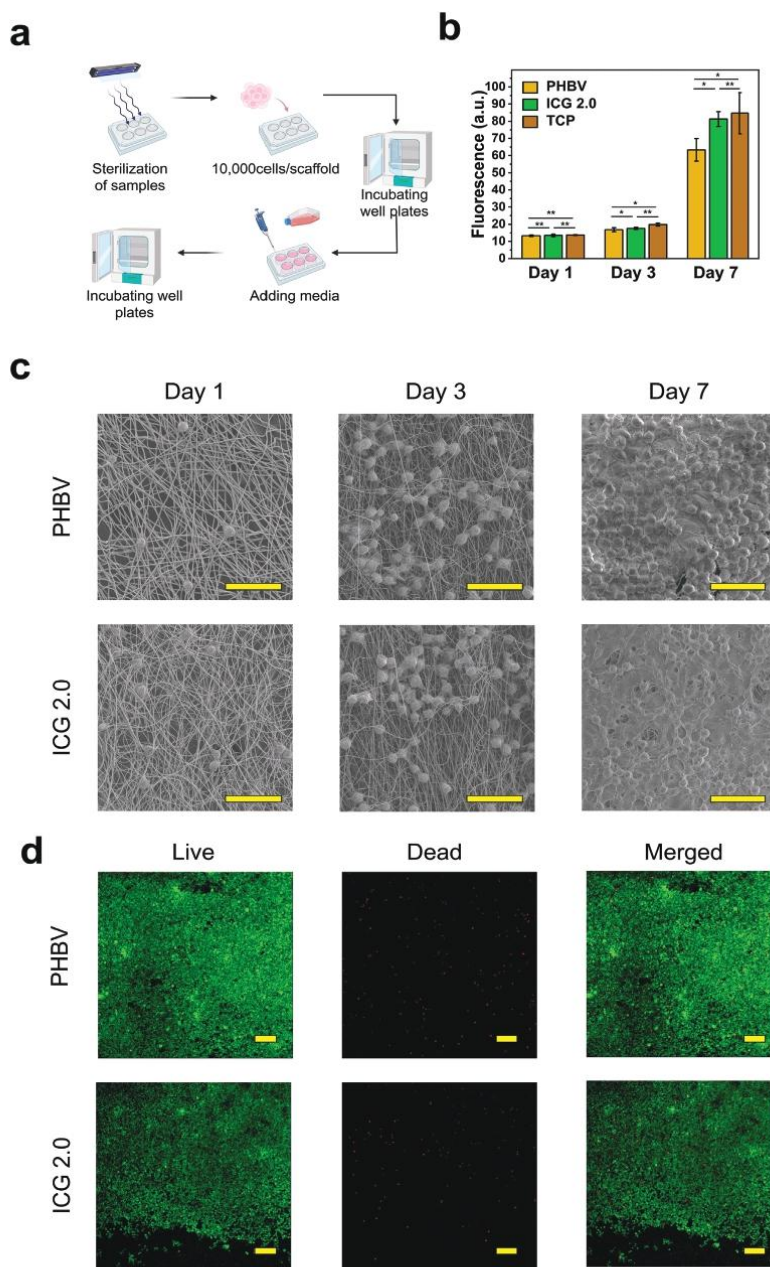 a
Sterilization
of samples
10,000cells/scaffold
Incubating
well plates
Incubating well
plates
Adding media
b
Fluorescence (a.u.)
100
90
80
70
60
50
40
30
20
10
0
PHBV
ICG 2.0
TCP
**
** **
*
* **
*
* **
Day 1 Day 3 Day 7
c
Day 1 Day 3 Day 7
PHBV
ICG 2.0
d
Live Dead Merged
PHBV
ICG 2.0